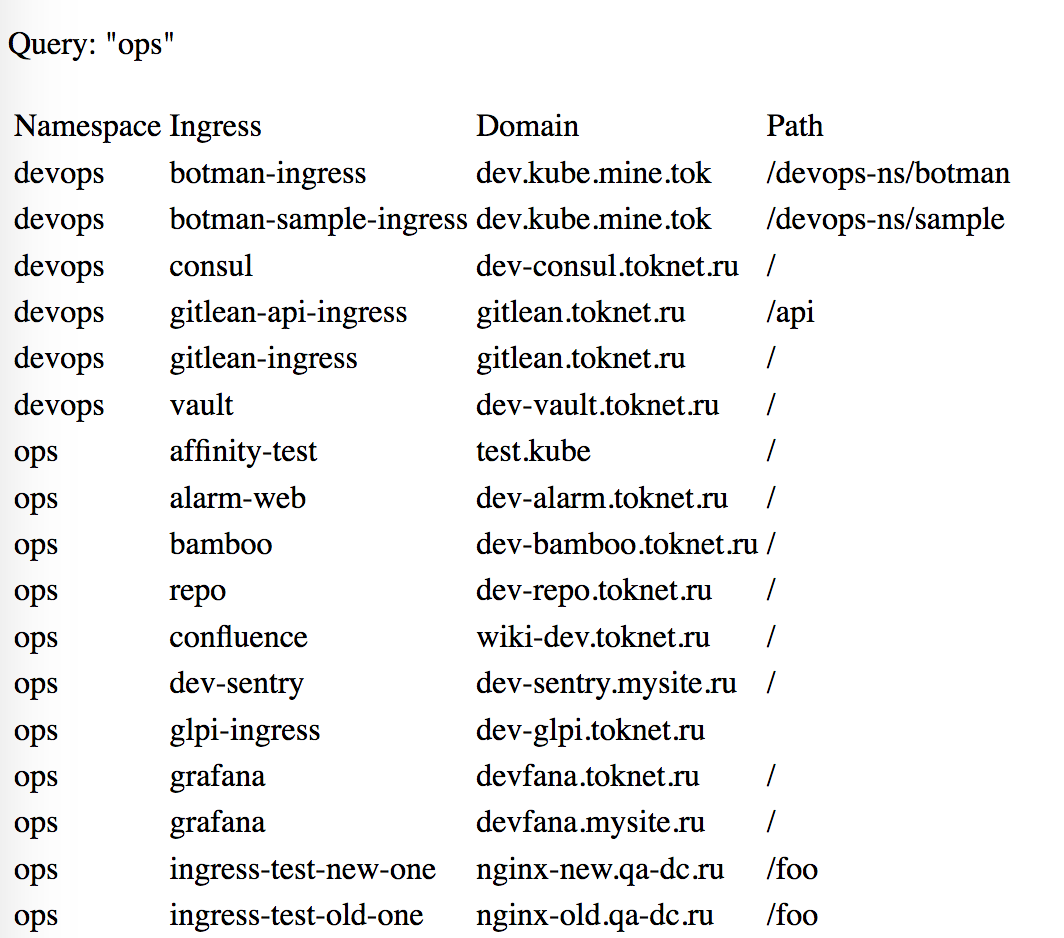 Query: "ops"
Namespace Ingress Domain Path
devops botman-ingress dev.kube.mine.tok /devops-ns/botman
devops botman-sample-ingress dev.kube.mine.tok /devops-ns/sample
devops consul dev-consul.toknet.ru /
devops gitlean-api-ingress gitlean.toknet.ru /api
devops gitlean-ingress gitlean.toknet.ru /
devops vault dev-vault.toknet.ru /
ops affinity-test test.kube /
ops alarm-web dev-alarm.toknet.ru /
ops bamboo dev-bamboo.toknet.ru /
ops repo dev-repo.toknet.ru /
ops confluence wiki-dev.toknet.ru /
ops dev-sentry dev-sentry.mysite.ru /
ops glpi-ingress dev-glpi.toknet.ru
ops grafana devfana.toknet.ru /
ops grafana devfana.mysite.ru /
ops ingress-test-new-one nginx-new.qa-dc.ru /foo
ops ingress-test-old-one nginx-old.qa-dc.ru /foo